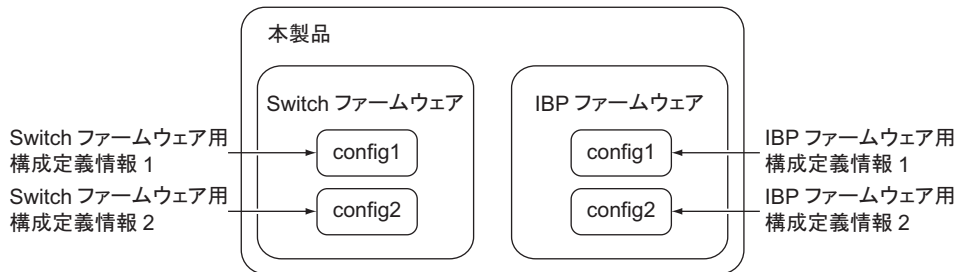 本製品
Switch ファームウェア
IBP ファームウェア
Switch ファームウェア用
構成定義情報 1
config1
config1
IBP ファームウェア用
構成定義情報 1
Switch ファームウェア用
構成定義情報 2
config2
config2
IBP ファームウェア用
構成定義情報 2